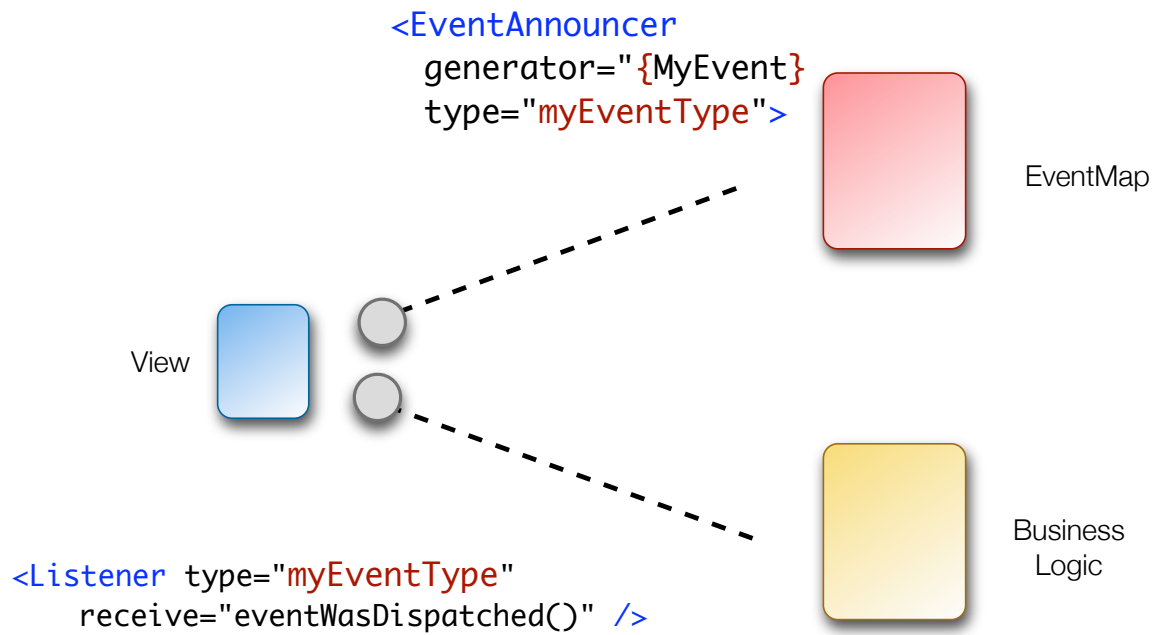 <EventAnnouncer
generator="{MyEvent}
type="myEventType">
EventMap
View
Business
Logic
<Listener type="myEventType"
receive="eventWasDispatched()" />